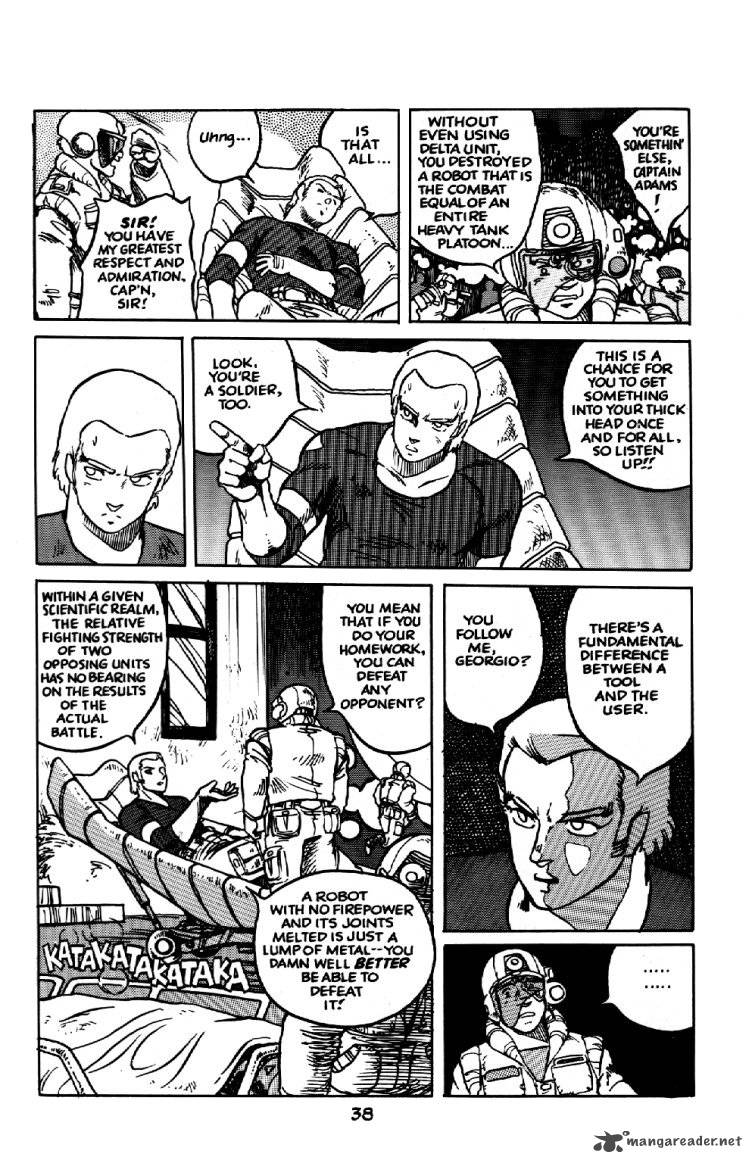 Uhng...
IS
THAT
ALL...
SIR!
YOU HAVE
MY GREATEST
RESPECT AND
ADMIRATION,
CAP'N,
SIR!
WITHOUT
EVEN USING
DELTA UNIT,
YOU DESTROYED
A ROBOT THAT IS
THE COMBAT
EQUAL OF AN
ENTIRE
HEAVY TANK
PLATOON...
YOU'RE
SOMETHIN'
ELSE,
CAPTAIN
ADAMS
!
LOOK,
YOU'RE
A SOLDIER,
TOO.
THIS IS A
CHANCE FOR
YOU TO GET
SOMETHING
INTO YOUR THICK
HEAD ONCE
AND FOR ALL,
SO LISTEN
UP!!
WITHIN A GIVEN
SCIENTIFIC REALM,
THE RELATIVE
FIGHTING STRENGTH
OF TWO
OPPOSING UNITS
HAS NO BEARING
ON THE RESULTS
OF THE
ACTUAL
BATTLE.
YOU MEAN
THAT IF YOU
DO YOUR
HOMEWORK,
YOU CAN
DEFEAT
ANY
OPPONENT?
A ROBOT
WITH NO FIREPOWER
AND ITS JOINTS
MELTED IS JUST A
LUMP OF METAL--YOU
DAMN WELL BETTER
BE ABLE TO
DEFEAT
IT!
KATAKATAKATAKA
YOU
FOLLOW
ME,
GEORGIO?
THERE'S A
FUNDAMENTAL
DIFFERENCE
BETWEEN A
TOOL
AND THE
USER.
.....
.....
38
mangareader.net